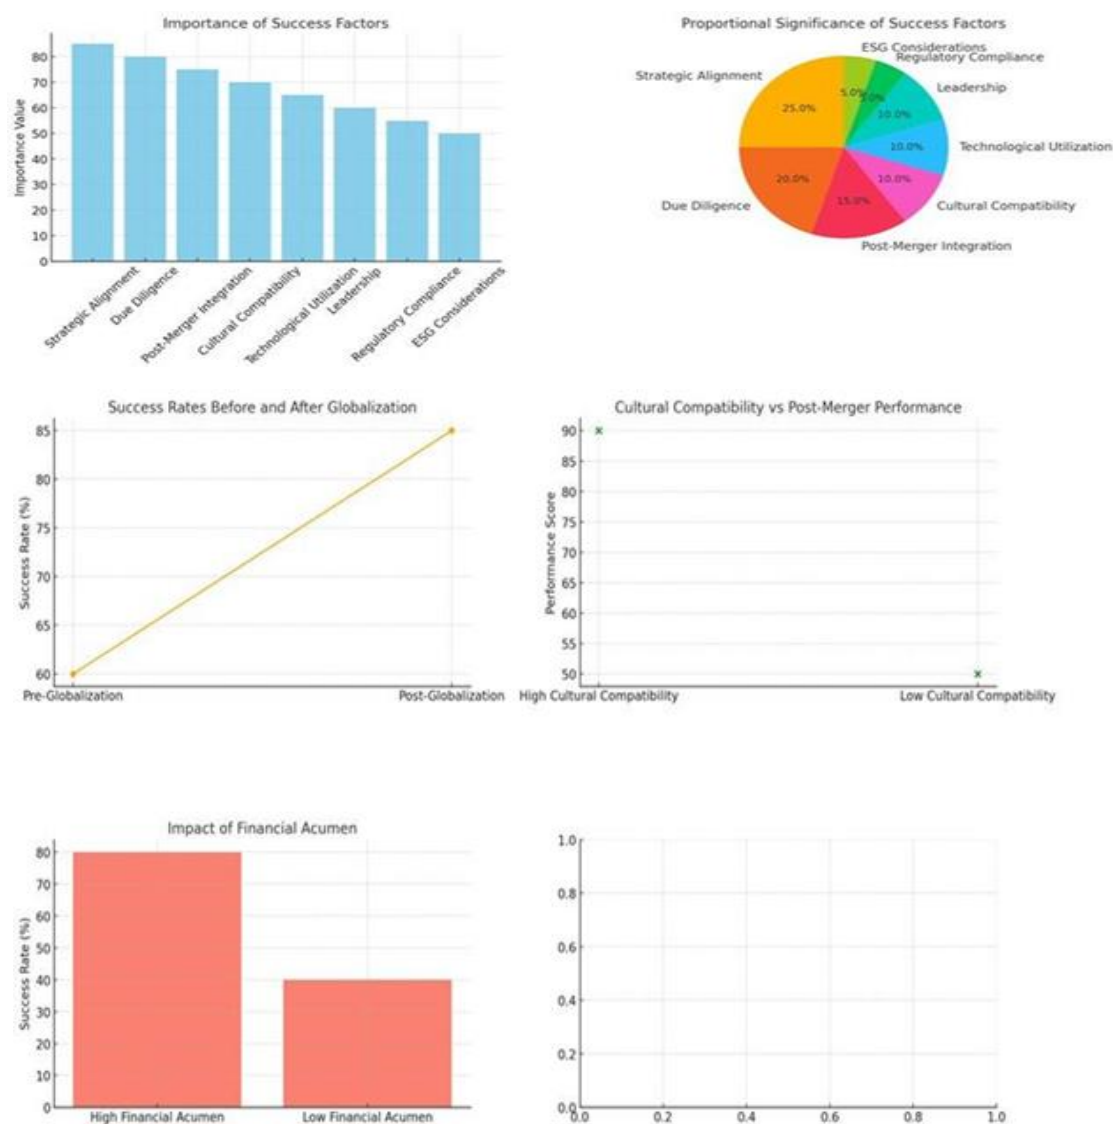 Importance of Success Factors
Importance Value
80
70
60
50
40
30
20
10
0
Strategic Alignment
Due Diligence
Post-Merger Integration
Cultural Compatibility
Technological Utilization
Leadership
Regulatory Compliance
ESG Considerations
Proportional Significance of Success Factors
ESG Considerations
Regulatory Compliance
Strategic Alignment
Leadership
Technological Utilization
Due Diligence
Cultural Compatibility
Post-Merger Integration
5.0%
5.0%
25.0%
10.0%
10.0%
20.0%
10.0%
15.0%
Success Rates Before and After Globalization
Success Rate (%)
85
80
75
70
65
60
Pre-Globalization
Post-Globalization
Cultural Compatibility vs Post-Merger Performance
Performance Score
90
85
80
75
70
65
60
55
50
High Cultural Compatibility
Low Cultural Compatibility
Impact of Financial Acumen
Success Rate (%)
80
70
60
50
40
30
20
10
0
High Financial Acumen
Low Financial Acumen
1.0
0.8
0.6
0.4
0.2
0.0
0.0
0.2
0.4
0.6
0.8
1.0